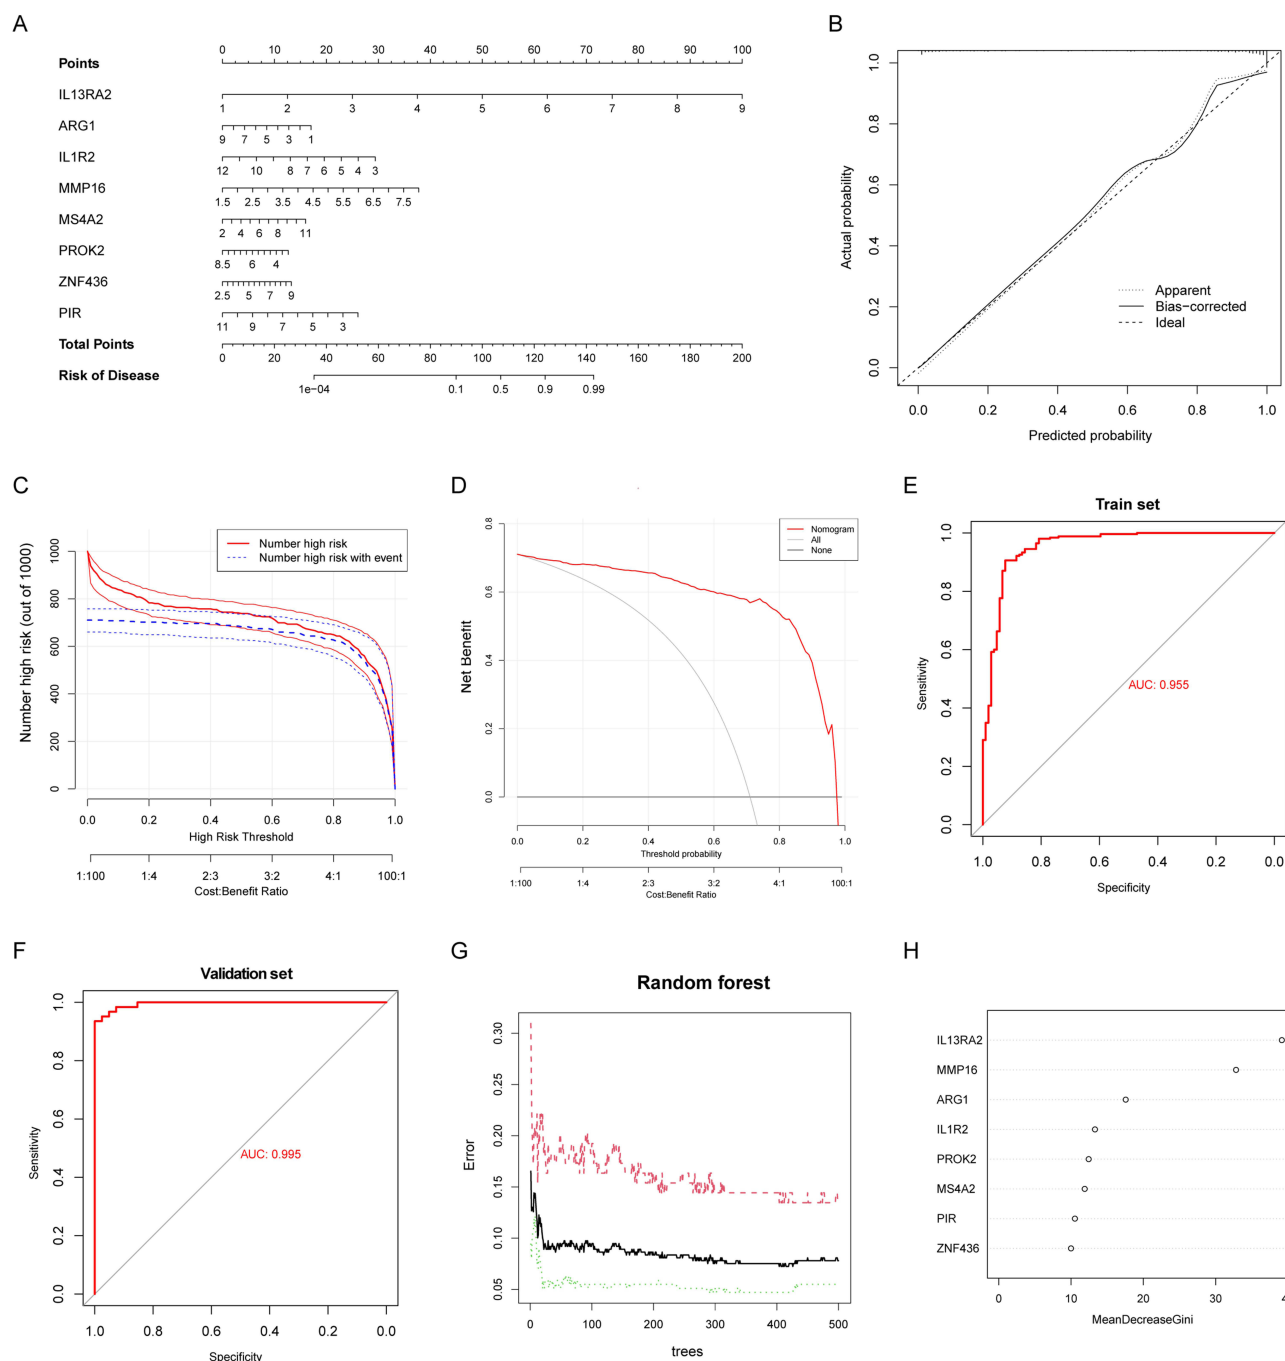 A
Points
0 10 20 30 40 50 60 70 80 90 100
IL13RA2
1 2 3 4 5 6 7 8 9
ARG1
9 7 5 3 1
IL1R2
12 10 8 7 6 5 4 3
MMP16
1.5 2.5 3.5 4.5 5.5 6.5 7.5
MS4A2
2 4 6 8 11
PROK2
8.5 6 4
ZNF436
2.5 5 7 9
PIR
11 9 7 5 3
Total Points
0 20 40 60 80 100 120 140 160 180 200
Risk of Disease
1e−04 0.1 0.5 0.9 0.99
B
Actual probability
1.0
0.8
0.6
0.4
0.2
0.0
Apparent
Bias−corrected
Ideal
0.0 0.2 0.4 0.6 0.8 1.0
Predicted probability
C
Number high risk (out of 1000)
1000
800
600
400
200
0
Number high risk
Number high risk with event
0.0 0.2 0.4 0.6 0.8 1.0
High Risk Threshold
1:100 1:4 2:3 3:2 4:1 100:1
Cost:Benefit Ratio
D
Net Benefit
0.8
0.6
0.4
0.2
0.0
Nomogram
All
None
0.0 0.2 0.4 0.6 0.8 1.0
Threshold probability
1:100 1:4 2:3 3:2 4:1 100:1
Cost:Benefit Ratio
E
Train set
Sensitivity
1.0
0.8
0.6
0.4
0.2
0.0
AUC: 0.955
1.0 0.8 0.6 0.4 0.2 0.0
Specificity
F
Validation set
Sensitivity
1.0
0.8
0.6
0.4
0.2
0.0
AUC: 0.995
1.0 0.8 0.6 0.4 0.2 0.0
Specificity
G
Random forest
Error
0.30
0.25
0.20
0.15
0.10
0.05
0 100 200 300 400 500
trees
H
IL13RA2
MMP16
ARG1
IL1R2
PROK2
MS4A2
PIR
ZNF436
0 10 20 30
MeanDecreaseGini